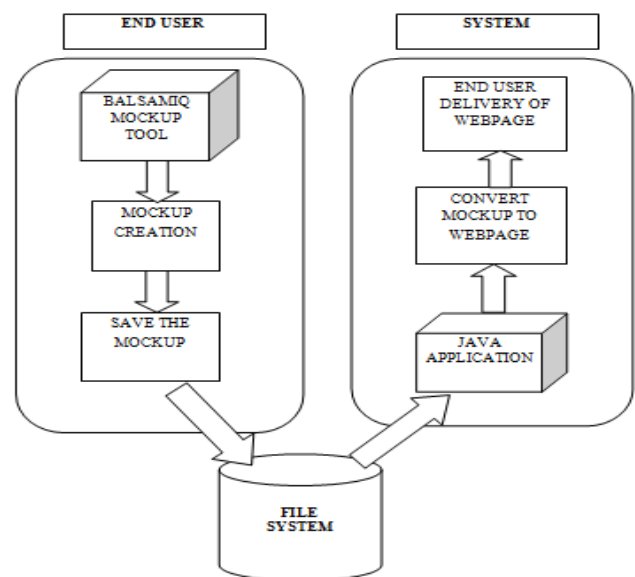 END USER
SYSTEM
BALSAMIQ
MOCKUP
TOOL
MOCKUP
CREATION
SAVE THE
MOCKUP
END USER
DELIVERY OF
WEBPAGE
CONVERT
MOCKUP TO
WEBPAGE
JAVA
APPLICATION
FILE
SYSTEM